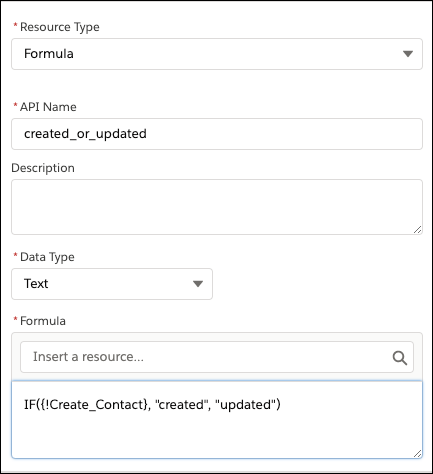 * Resource Type
Formula
* API Name
created_or_updated
Description
* Data Type
Text
* Formula
Insert a resource...
IF({!Create_Contact}, "created", "updated")